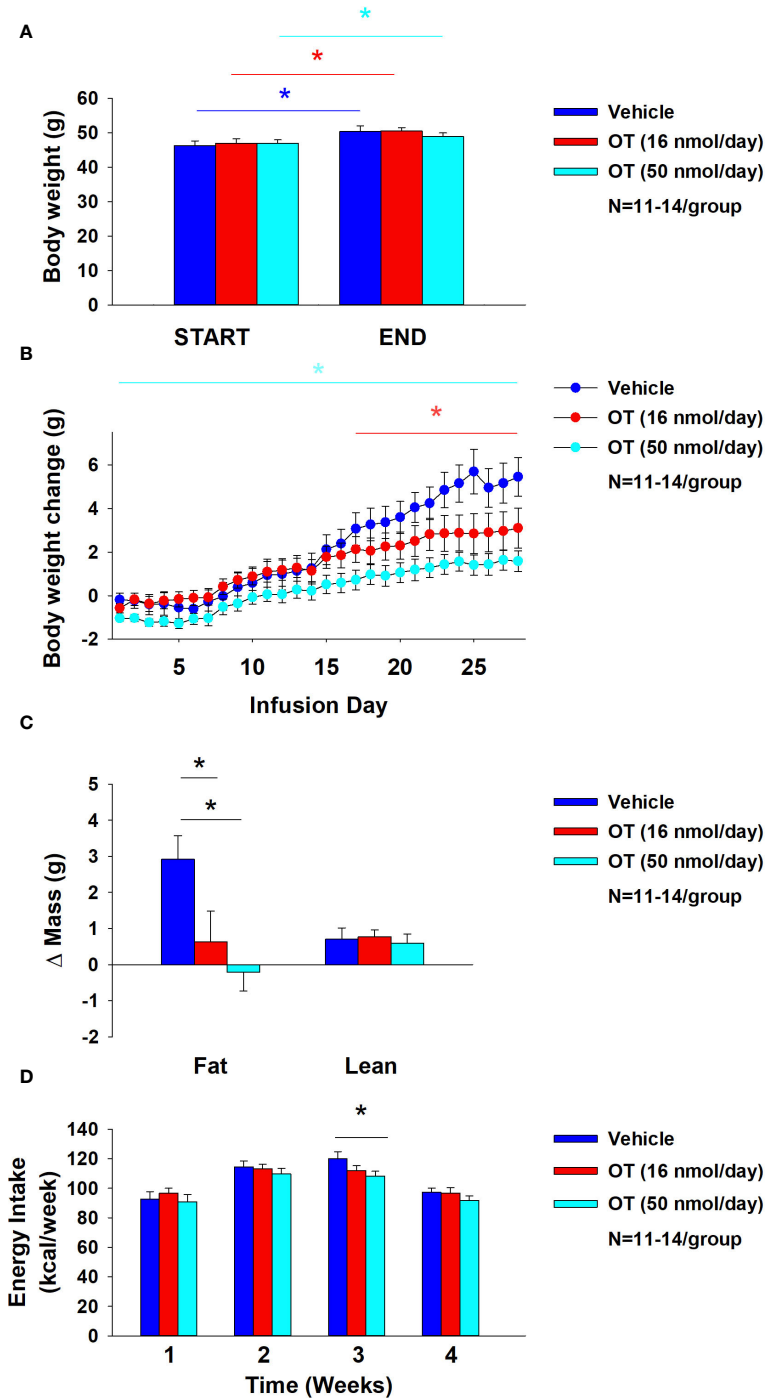 A
*
*
*
Body weight (g)
60
50
40
30
20
10
0
START END
Vehicle
OT (16 nmol/day)
OT (50 nmol/day)
N=11-14/group
B
*
*
Body weight change (g)
6
4
2
0
-2
5 10 15 20 25
Infusion Day
Vehicle
OT (16 nmol/day)
OT (50 nmol/day)
N=11-14/group
C
*
*
Δ Mass (g)
5
4
3
2
1
0
-1
-2
Fat Lean
Vehicle
OT (16 nmol/day)
OT (50 nmol/day)
N=11-14/group
D
*
Energy Intake
(kcal/week)
140
120
100
80
60
40
20
0
1 2 3 4
Time (Weeks)
Vehicle
OT (16 nmol/day)
OT (50 nmol/day)
N=11-14/group